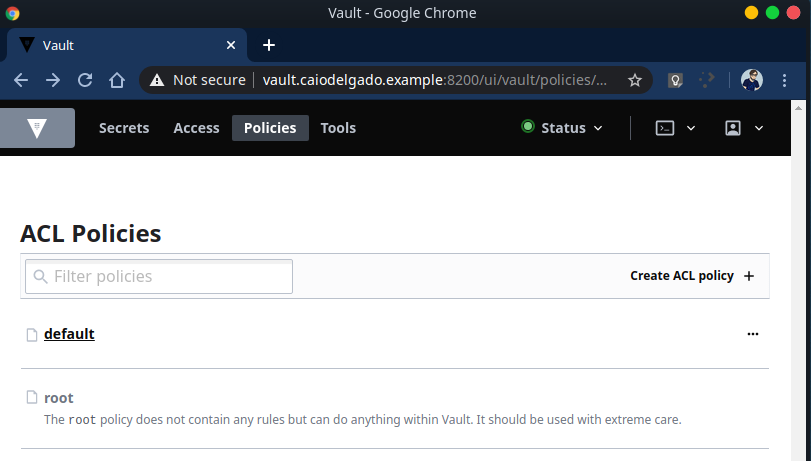 Vault - Google Chrome
Vault
Not secure vault.caiodelgado.example:8200/ui/vault/policies/...
Secrets Access Policies Tools Status
ACL Policies
Filter policies
Create ACL policy +
default
root
The root policy does not contain any rules but can do anything within Vault. It should be used with extreme care.